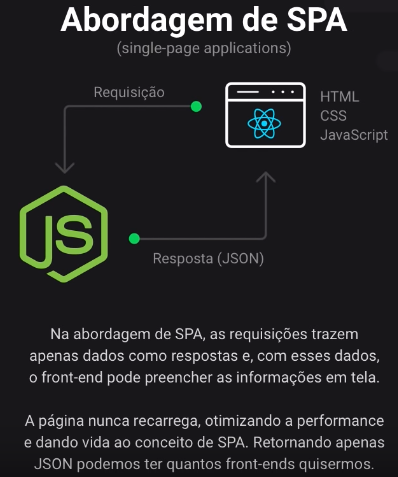 Abordagem de SPA
(single-page applications)
Requisição
HTML
CSS
JavaScript
JS
Resposta (JSON)
Na abordagem de SPA, as requisições trazem
apenas dados como respostas e, com esses dados,
o front-end pode preencher as informações em tela.
A página nunca recarrega, otimizando a performance
e dando vida ao conceito de SPA. Retornando apenas
JSON podemos ter quantos front-ends quisermos.